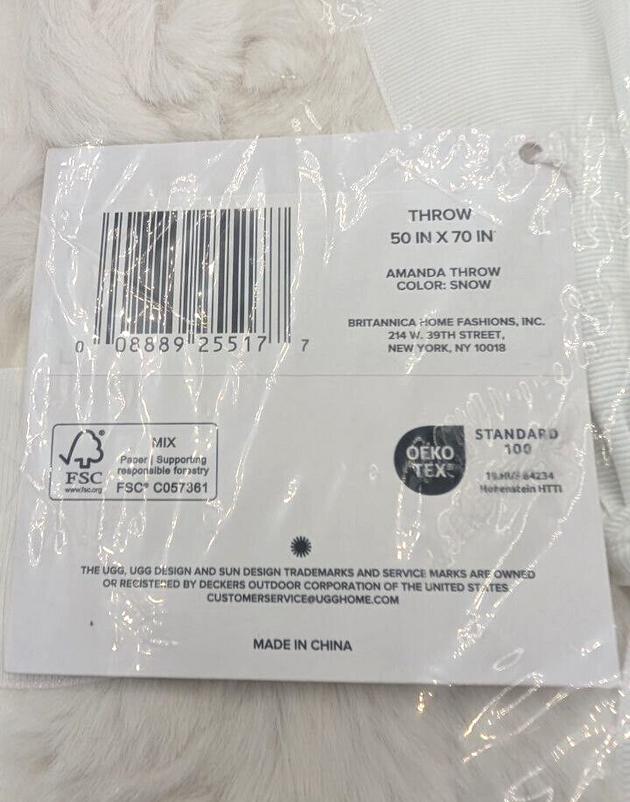 THROW
50 IN X 70 IN
AMANDA THROW
COLOR: SNOW
BRITANNICA HOME FASHIONS, INC.
214 W. 39TH STREET,
NEW YORK, NY 10018
0 08889 25517 7
FSC
www.fsc.org
MIX
Paper | Supporting
responsible forestry
FSC® C057361
OEKO
TEX®
STANDARD
100
Hohenstein HTTI
THE UGG, UGG DESIGN AND SUN DESIGN TRADEMARKS AND SERVICE MARKS ARE OWNED
OR REGISTERED BY DECKERS OUTDOOR CORPORATION OF THE UNITED STATES
CUSTOMERSERVICE@UGGHOME.COM
MADE IN CHINA